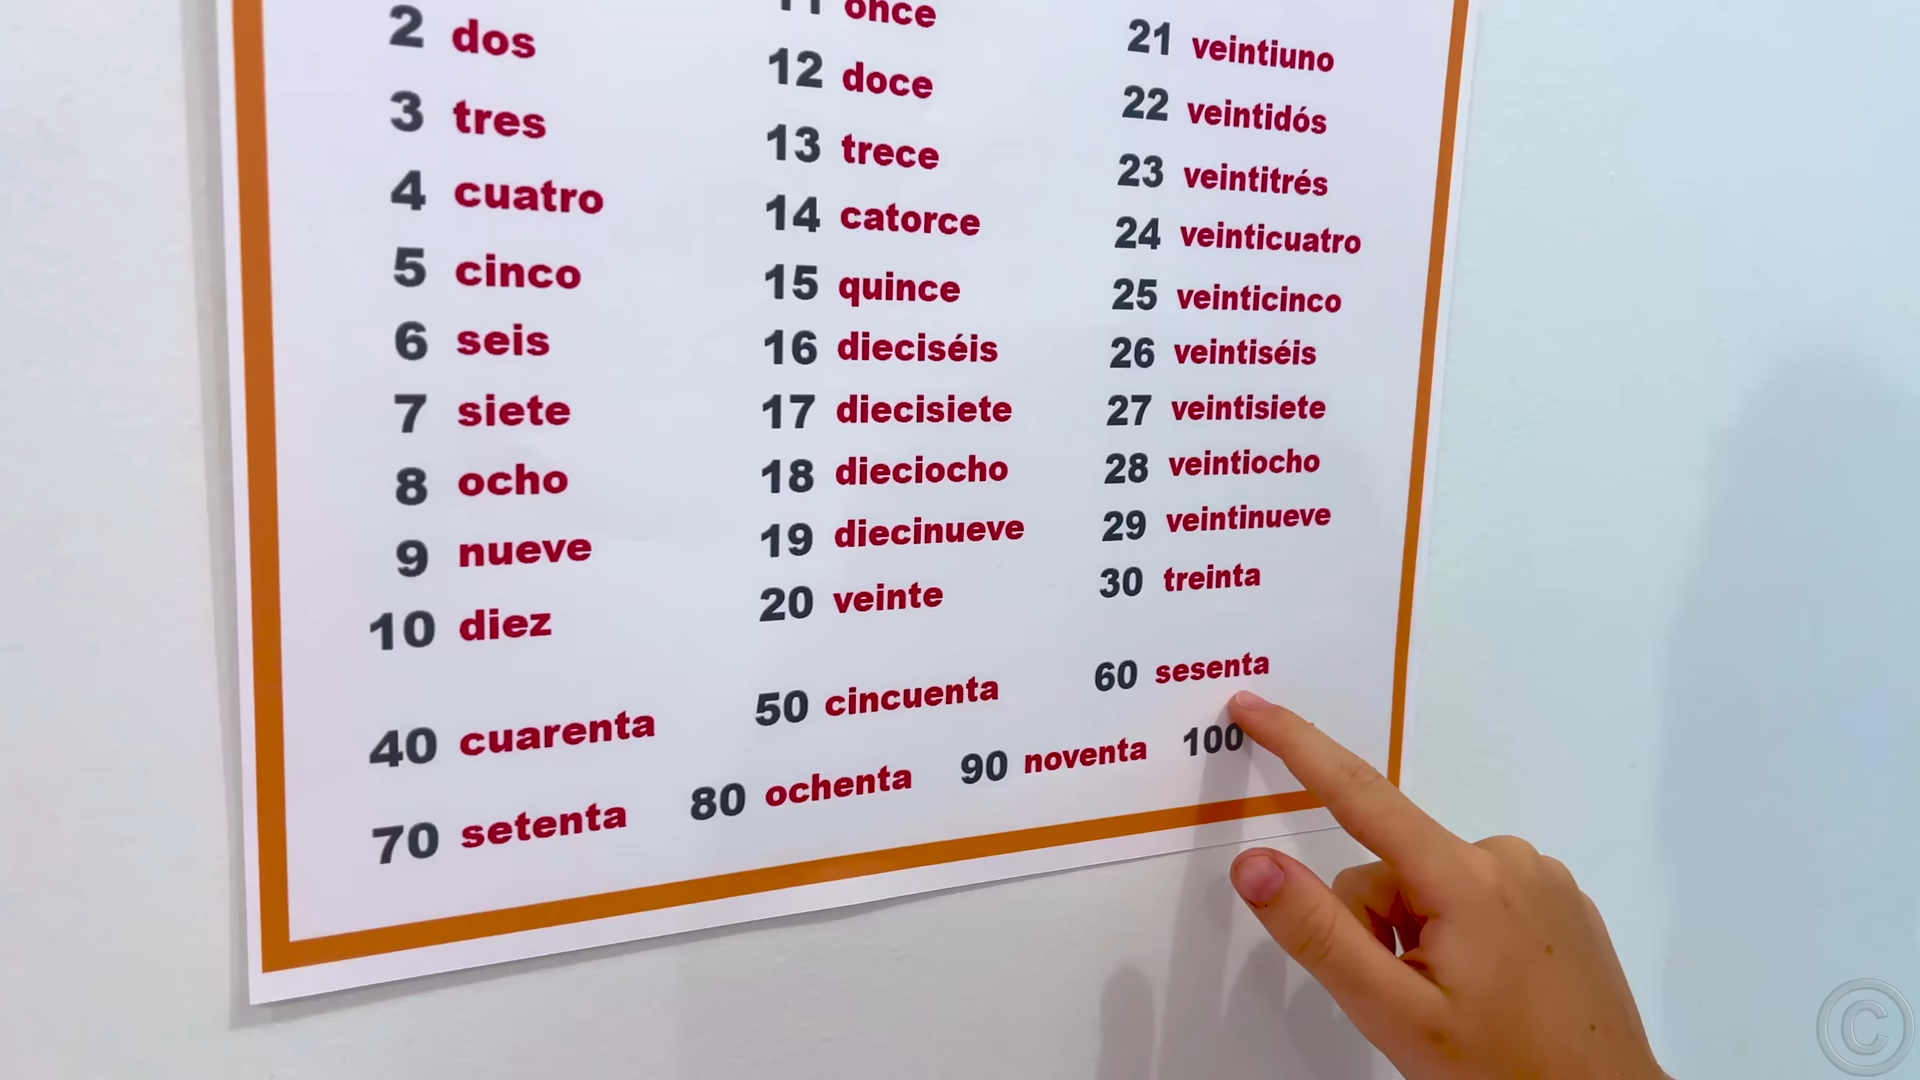 2 dos
3 tres
4 cuatro
5 cinco
6 seis
7 siete
8 ocho
9 nueve
10 diez
11 once
12 doce
13 trece
14 catorce
15 quince
16 dieciséis
17 diecisiete
18 dieciocho
19 diecinueve
20 veinte
21 veintiuno
22 veintidós
23 veintitrés
24 veinticuatro
25 veinticinco
26 veintiséis
27 veintisiete
28 veintiocho
29 veintinueve
30 treinta
40 cuarenta 50 cincuenta 60 sesenta
70 setenta 80 ochenta 90 noventa 100
©